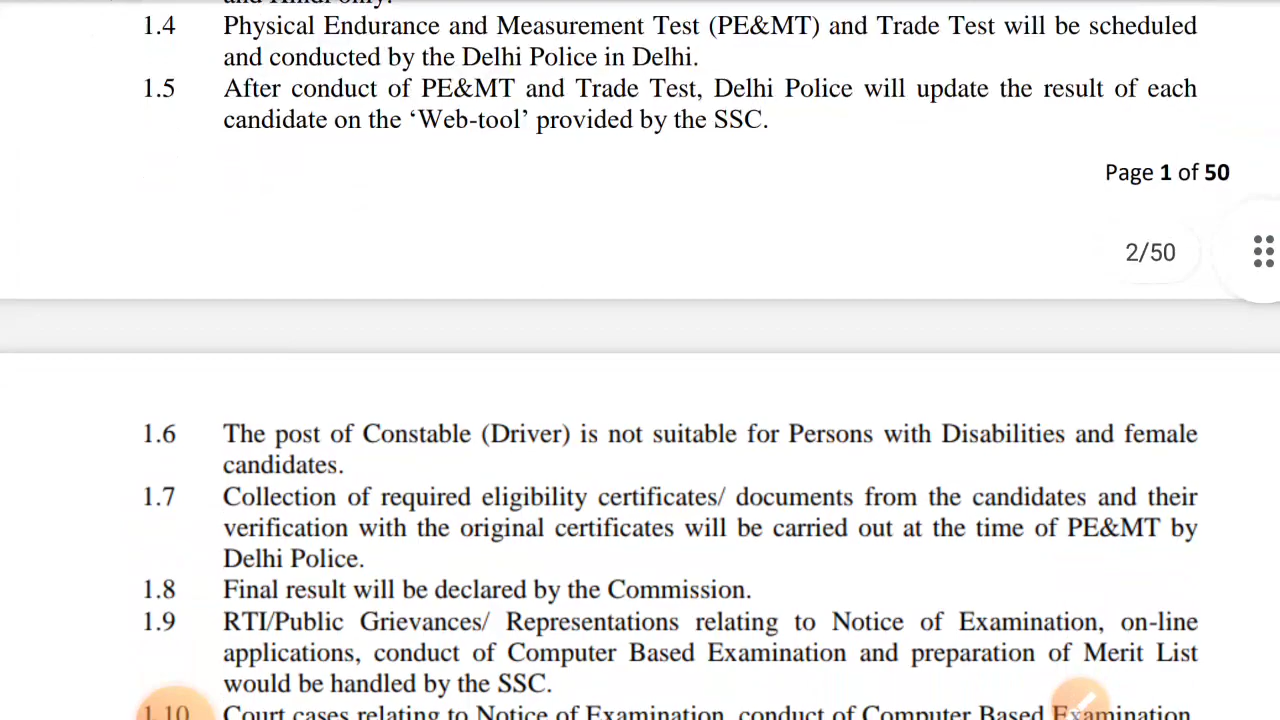 and Hindi only.
1.4 Physical Endurance and Measurement Test (PE&MT) and Trade Test will be scheduled
and conducted by the Delhi Police in Delhi.
1.5 After conduct of PE&MT and Trade Test, Delhi Police will update the result of each
candidate on the ‘Web-tool’ provided by the SSC.
Page 1 of 50
2/50
1.6 The post of Constable (Driver) is not suitable for Persons with Disabilities and female
candidates.
1.7 Collection of required eligibility certificates/ documents from the candidates and their
verification with the original certificates will be carried out at the time of PE&MT by
Delhi Police.
1.8 Final result will be declared by the Commission.
1.9 RTI/Public Grievances/ Representations relating to Notice of Examination, on-line
applications, conduct of Computer Based Examination and preparation of Merit List
would be handled by the SSC.
1.10 Court cases relating to Notice of Examination, conduct of Computer Based Examination